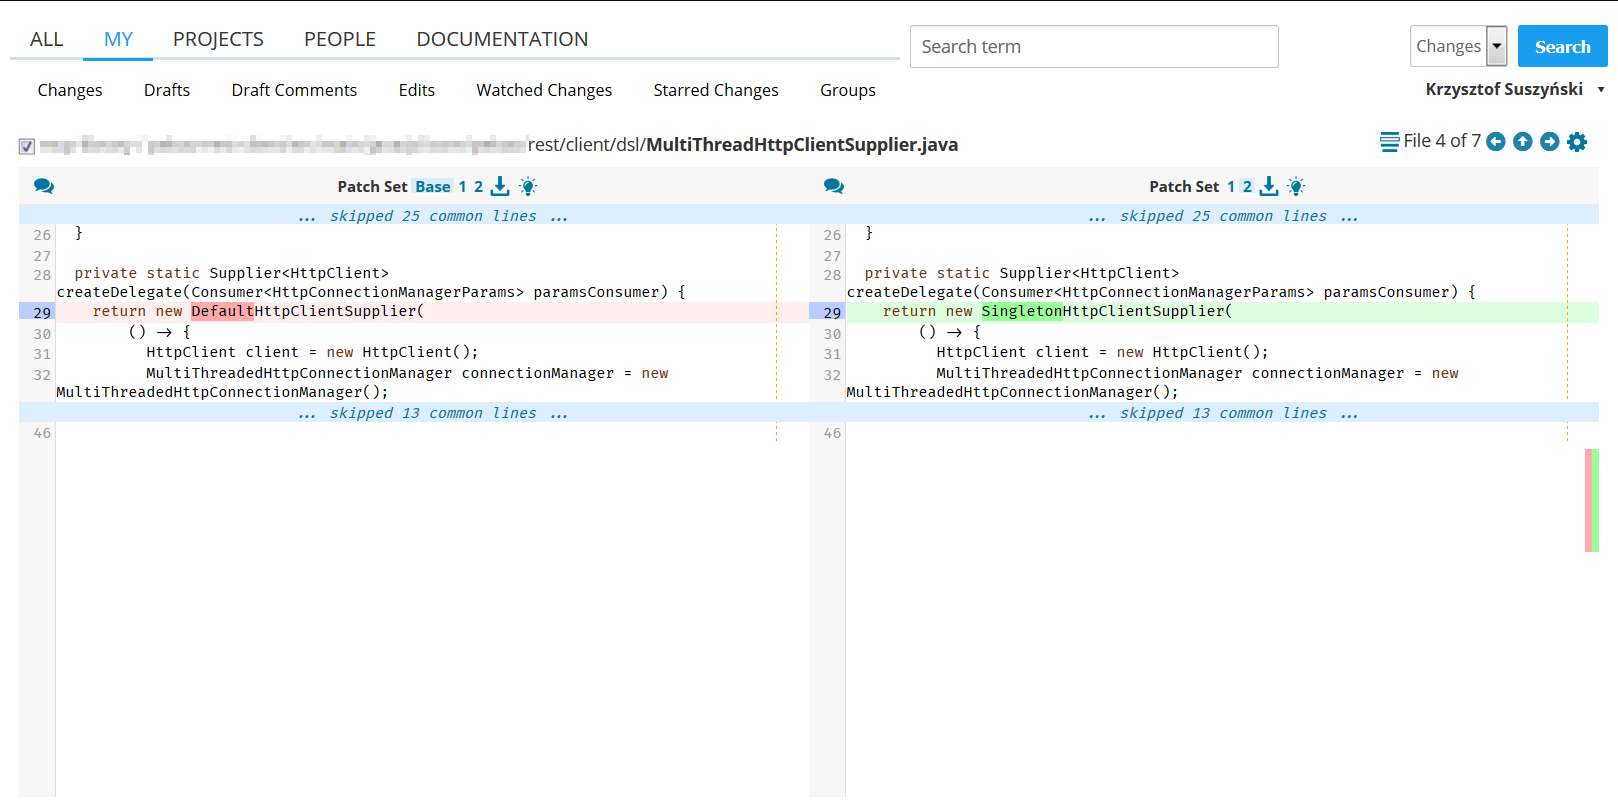 ALL MY PROJECTS PEOPLE DOCUMENTATION Search term Changes Search
Changes Drafts Draft Comments Edits Watched Changes Starred Changes Groups Krzysztof Suszyński
rest/client/dsl/MultiThreadHttpClientSupplier.java File 4 of 7
Patch Set Base 1 2 Patch Set 1 2
... skipped 25 common lines ... ... skipped 25 common lines ...
26 }
27
28 private static Supplier<HttpClient>
createDelegate(Consumer<HttpConnectionManagerParams> paramsConsumer) {
29 return new DefaultHttpClientSupplier(
30 () -> {
31 HttpClient client = new HttpClient();
32 MultiThreadedHttpConnectionManager connectionManager = new
MultiThreadedHttpConnectionManager();
... skipped 13 common lines ...
46
26 }
27
28 private static Supplier<HttpClient>
createDelegate(Consumer<HttpConnectionManagerParams> paramsConsumer) {
29 return new SingletonHttpClientSupplier(
30 () -> {
31 HttpClient client = new HttpClient();
32 MultiThreadedHttpConnectionManager connectionManager = new
MultiThreadedHttpConnectionManager();
... skipped 13 common lines ...
46